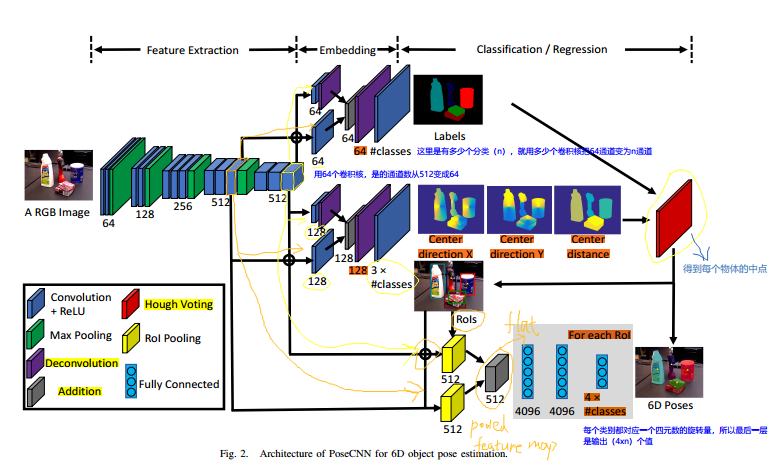 Feature Extraction
Embedding
Classification / Regression
A RGB Image
64
128
256
512
512
64
64
64
64 #classes
Labels
这里是有多少个分类（n），就用多少个卷积核把64通道变为n通道
用64个卷积核，是的通道数从512变成64
128
128
128
128 3 ×
#classes
Center
direction X
Center
direction Y
Center
distance
得到每个物体的中点
Convolution
+ ReLU
Hough Voting
Max Pooling
RoI Pooling
Deconvolution
Addition
Fully Connected
RoIs
flat
For each RoI
512
512
512
4096
4096
4 ×
#classes
6D Poses
pooled
feature map
每个类别都对应一个四元数的旋转量，所以最后一层
是输出（4xn）个值
Fig. 2. Architecture of PoseCNN for 6D object pose estimation.